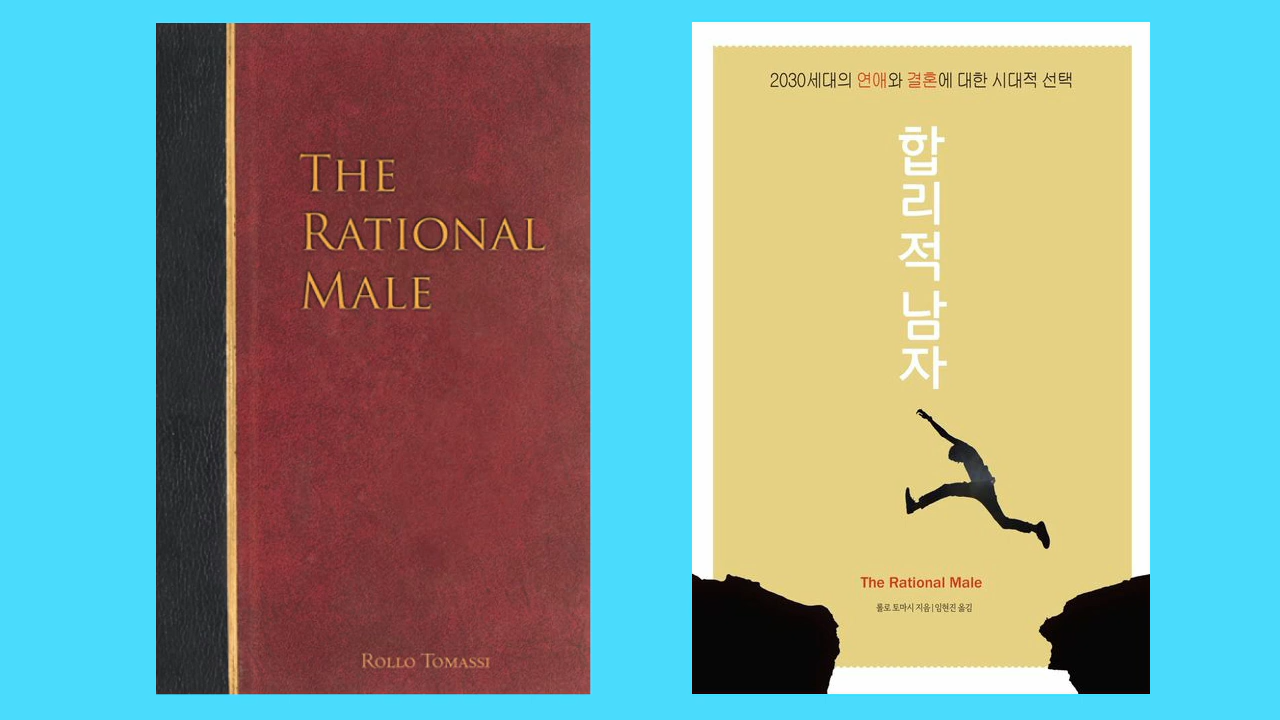 THE
RATIONAL
MALE
ROLLO TOMASSI
2030세대의 연애와 결혼에 대한 시대적 선택
합리적 남자
The Rational Male
롤로 토마시 지음 | 임현진 옮김